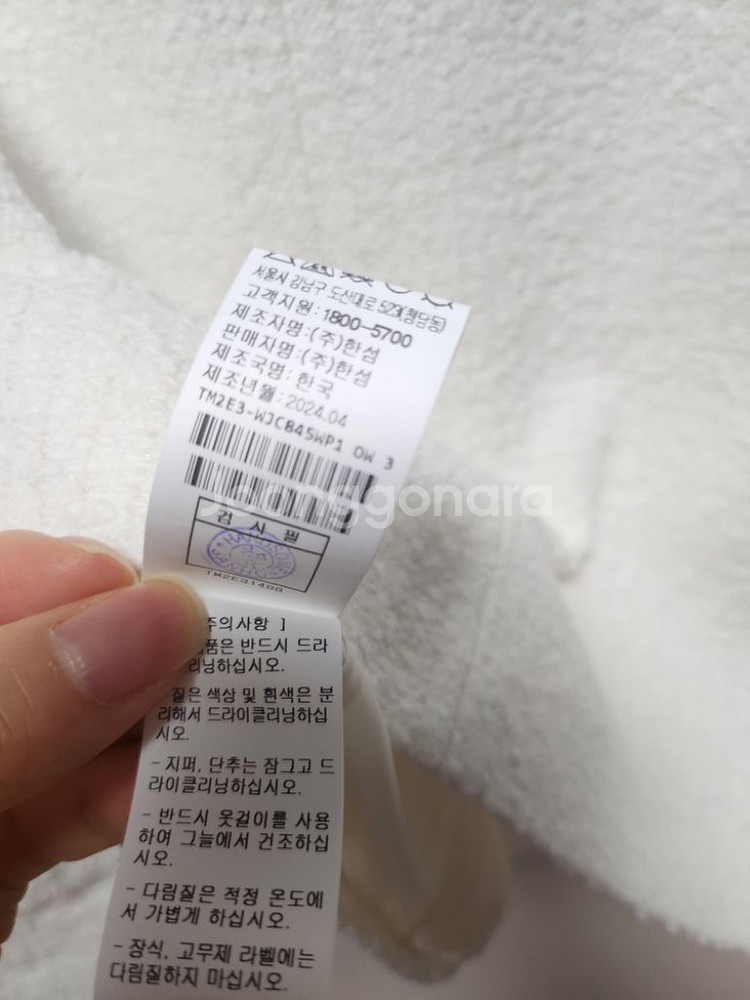 서울시 강남구 도산대로 523(청담동)
고객지원:1800-5700
제조자명:(주)한섬
판매자명:(주)한섬
제조국명: 한국
제조년월:2024.04
TM2E3-WJC845WP1 OW 3
joonggonara
검 사 필
TM2E31488
주의사항 ]
품은 반드시 드라
리닝하십시오.
질은 색상 및 흰색은 분
리해서 드라이클리닝하십
시오.
- 지퍼, 단추는 잠그고 드
라이클리닝하십시오.
- 반드시 옷걸이를 사용
하여 그늘에서 건조하십
시오.
- 다림질은 적정 온도에
서 가볍게 하십시오.
- 장식, 고무제 라벨에는
다림질하지 마십시오.